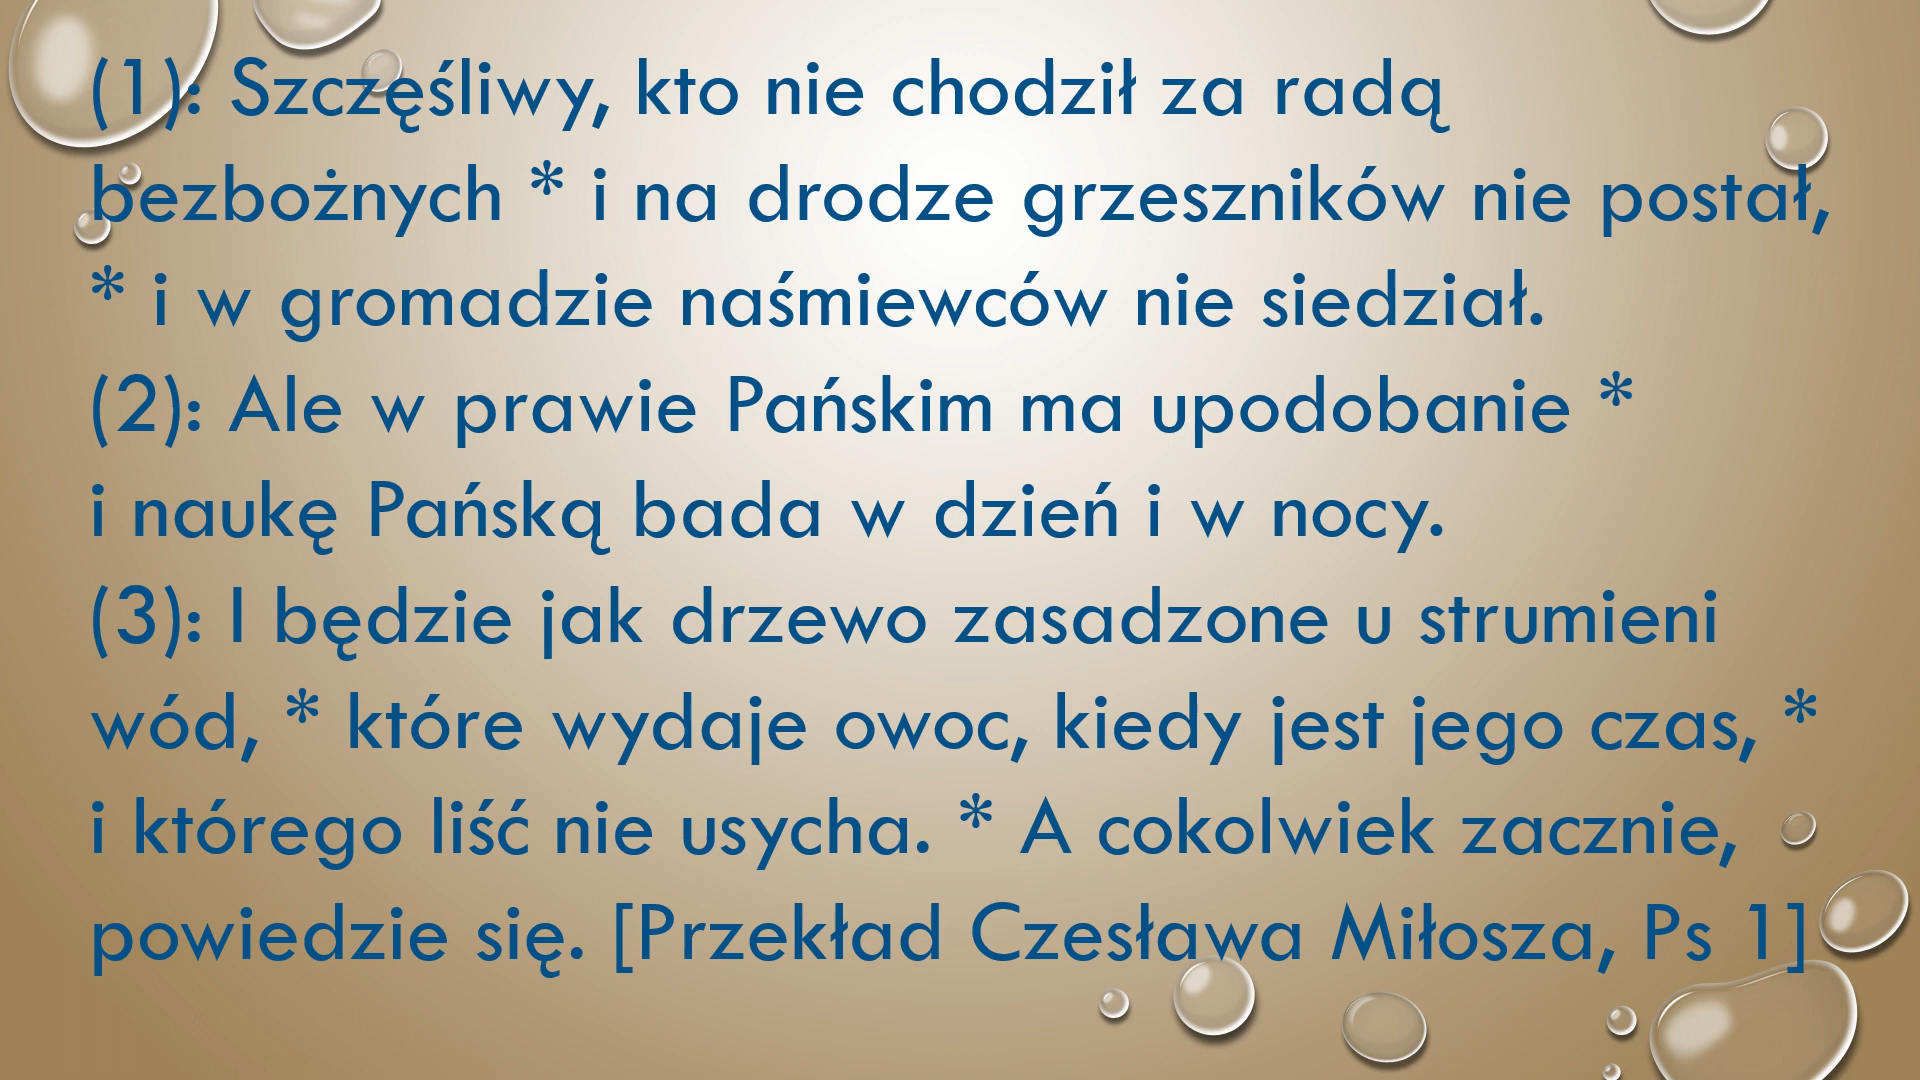 (1): Szczęśliwy, kto nie chodził za radą
bezbożnych * i na drodze grzeszników nie postał,
* i w gromadzie naśmiewców nie siedział.
(2): Ale w prawie Pańskim ma upodobanie *
i naukę Pańską bada w dzień i w nocy.
(3): I będzie jak drzewo zasadzone u strumieni
wód, * które wydaje owoc, kiedy jest jego czas, *
i którego liść nie usycha. * A cokolwiek zacznie,
powiedzie się. [Przekład Czesława Miłosza, Ps 1]